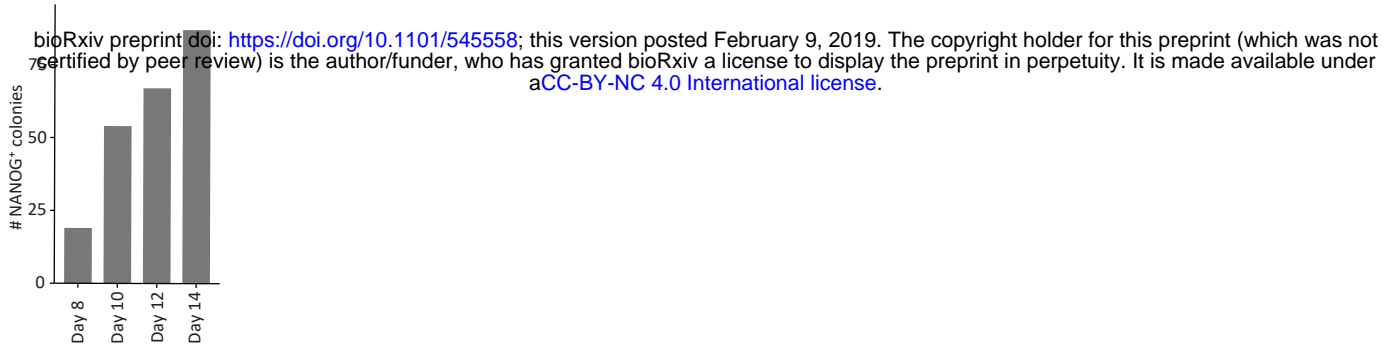 bioRxiv preprint doi: https://doi.org/10.1101/545558; this version posted February 9, 2019. The copyright holder for this preprint (which was not
certified by peer review) is the author/funder, who has granted bioRxiv a license to display the preprint in perpetuity. It is made available under
aCC-BY-NC 4.0 International license.
# NANOG⁺ colonies
75
50
25
0
Day 8
Day 10
Day 12
Day 14